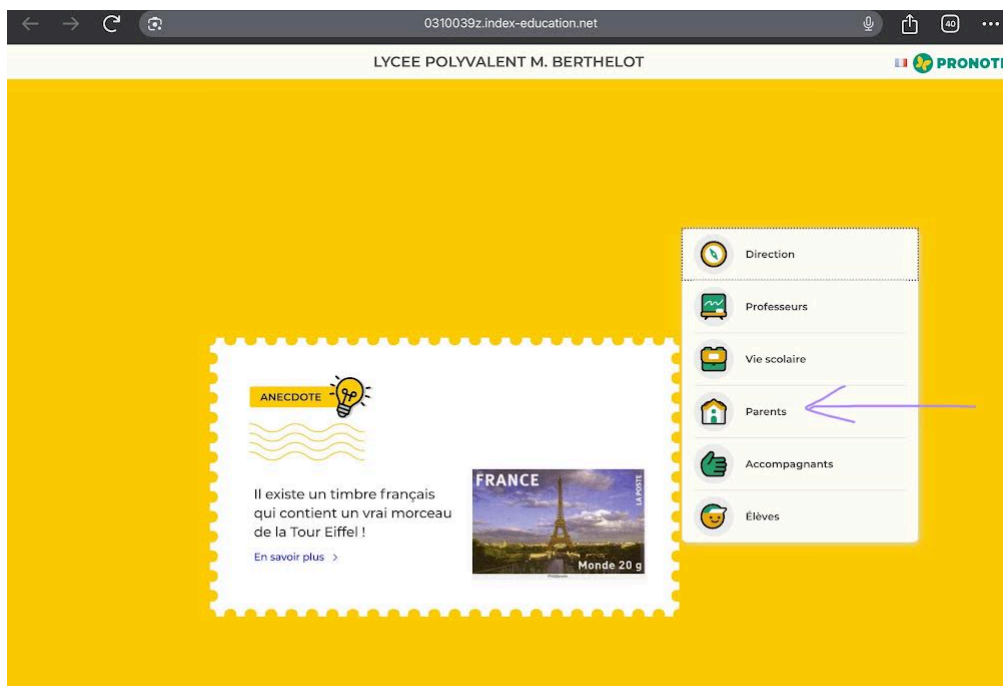 0310039z.index-education.net
40
LYCEE POLYVALENT M. BERTHELOT
PRONOTE
Direction
Professeurs
Vie scolaire
Parents
Accompagnants
Élèves
ANECDOTE
Il existe un timbre français
qui contient un vrai morceau
de la Tour Eiffel !
En savoir plus >
FRANCE
LA POSTE
Monde 20 g